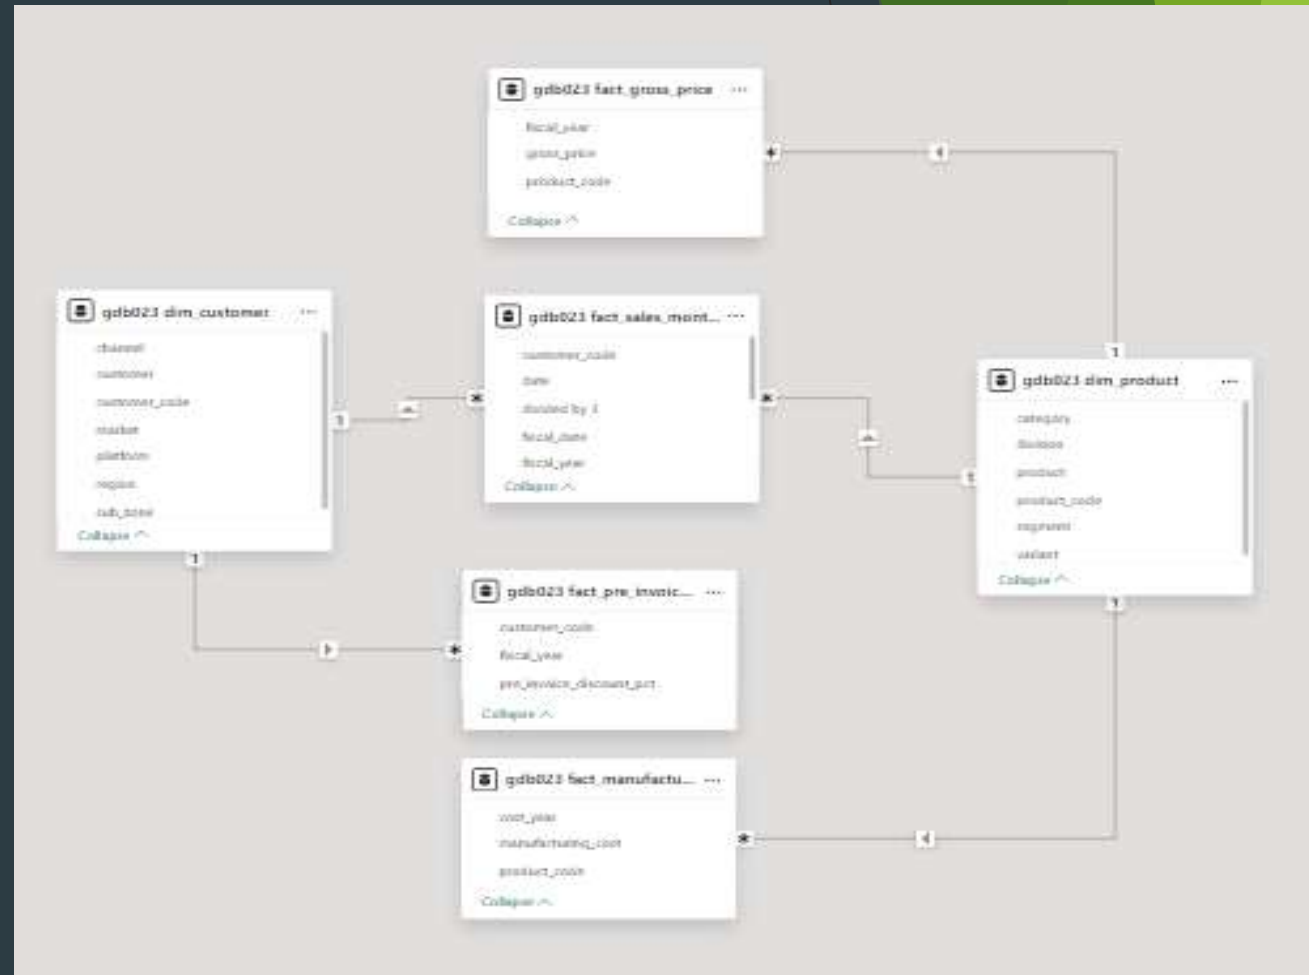 gdb023 fact_gross_price ...
fiscal_year
gross_price
product_code
Collapse
*
1
gdb023 dim_customer ...
channel
customer
customer_code
market
platform
region
sub_zone
Collapse
1
1
gdb023 fact_sales_mont... ...
customer_code
date
divided by 3
fiscal_date
fiscal_year
Collapse
*
*
gdb023 dim_product ...
category
division
product
product_code
segment
variant
Collapse
1
1
gdb023 fact_pre_invoic... ...
customer_code
fiscal_year
pre_invoice_discount_pct
Collapse
*
gdb023 fact_manufactu... ...
cost_year
manufacturing_cost
product_code
Collapse
*